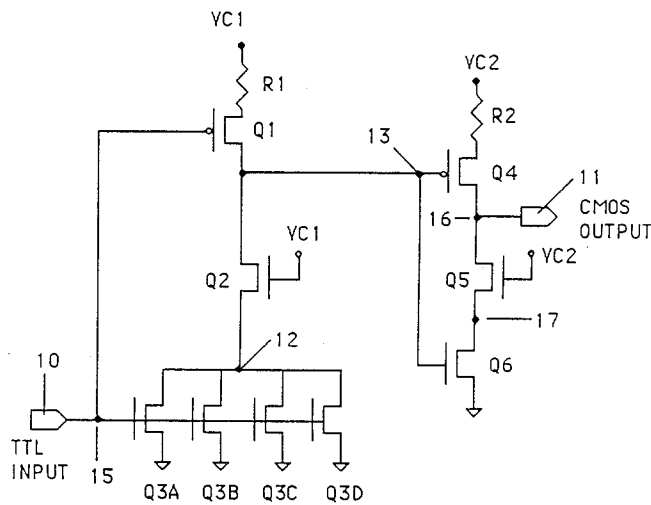 VC1
R1
Q1
VC2
R2
13
Q4
11
16
CMOS
OUTPUT
VC1
Q2
VC2
Q5
17
12
Q6
10
TTL
INPUT
15
Q3A
Q3B
Q3C
Q3D